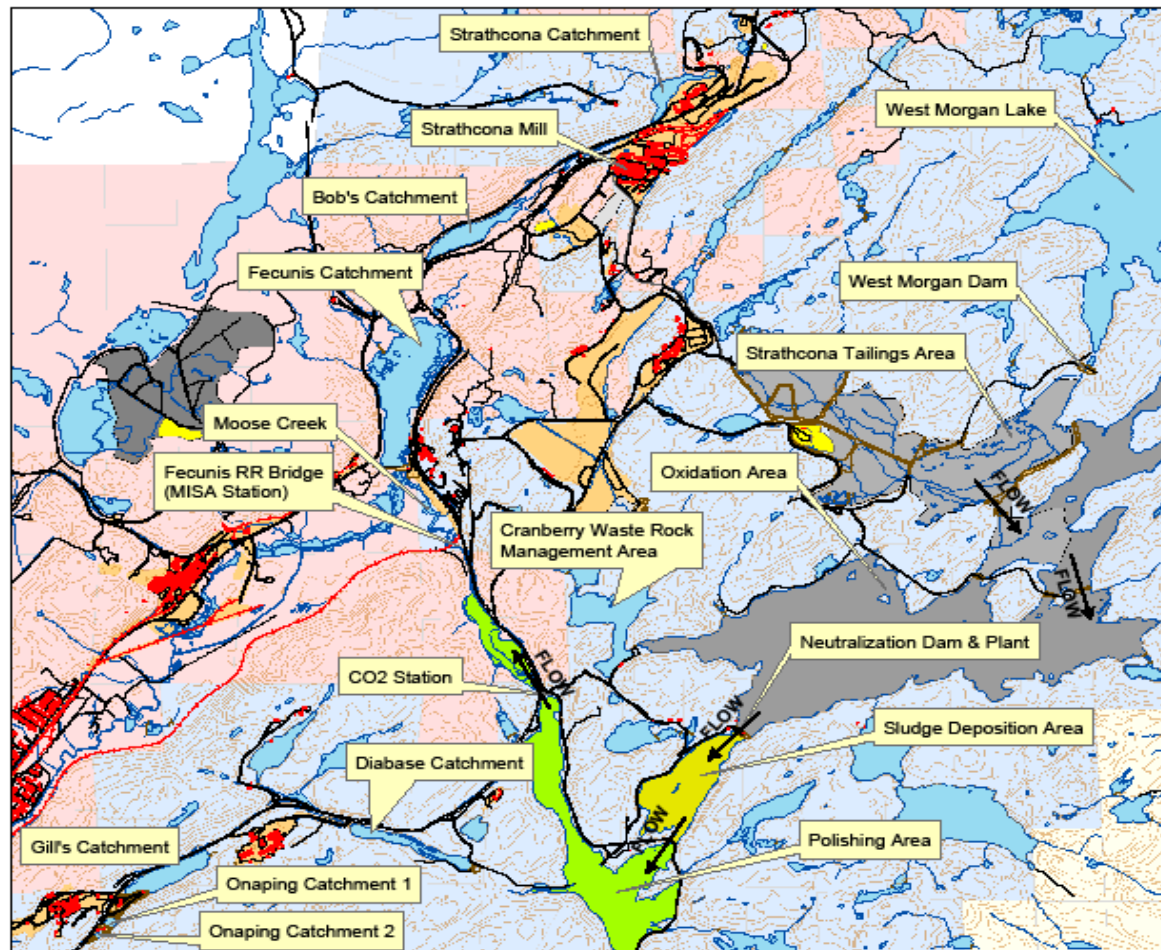 Strathcona Catchment
West Morgan Lake
Strathcona Mill
Bob's Catchment
Fecunis Catchment
West Morgan Dam
Strathcona Tailings Area
Moose Creek
Oxidation Area
Fecunis RR Bridge
(MISA Station)
FLOW
Cranberry Waste Rock
Management Area
FLOW
Neutralization Dam & Plant
FLOW
CO2 Station
FLOW
Sludge Deposition Area
Diabase Catchment
FLOW
Polishing Area
Gill's Catchment
Onaping Catchment 1
Onaping Catchment 2